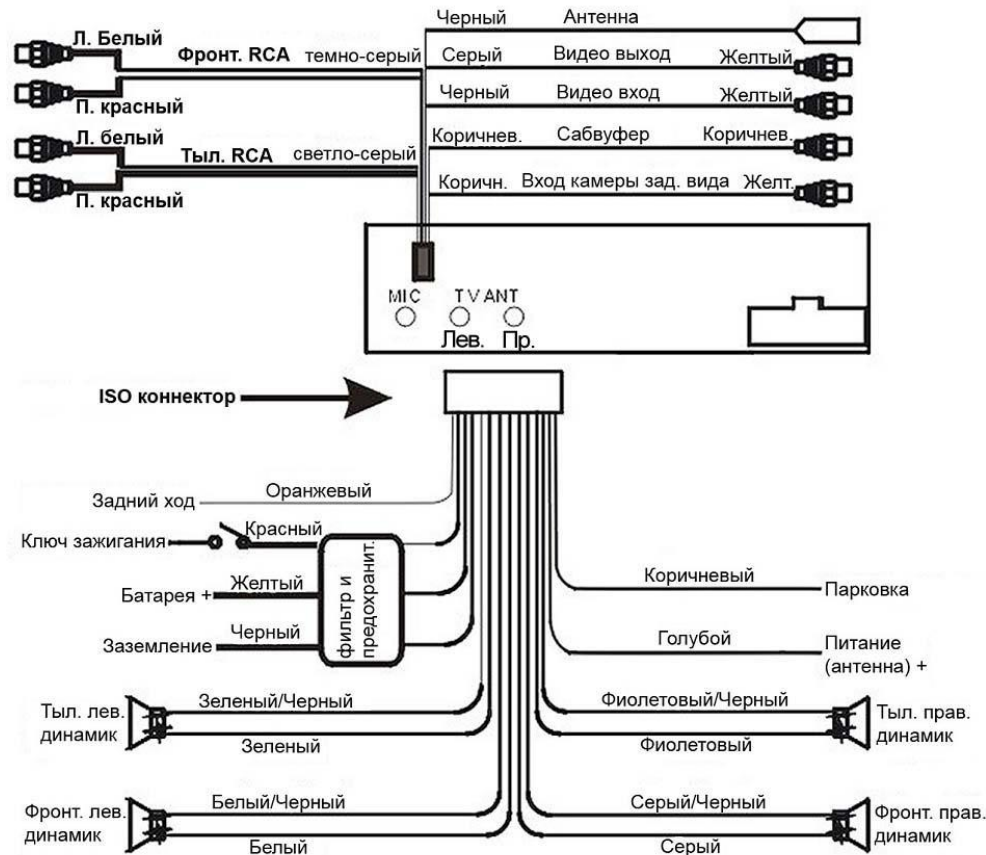 Черный Антенна
Л. Белый
Фронт. RCA темно-серый
Серый Видео выход Желтый
П. красный
Черный Видео вход Желтый
Л. белый
Тыл. RCA светло-серый
Коричнев. Сабвуфер Коричнев.
П. красный
Коричн. Вход камеры зад. вида Желт.
MIC TV ANT
Лев. Пр.
ISO коннектор
Задний ход Оранжевый
Ключ зажигания Красный
Батарея + Желтый
Заземление Черный
фильтр и
предохранит.
Коричневый Парковка
Голубой Питание
(антенна) +
Тыл. лев.
динамик
Зеленый/Черный
Зеленый
Фиолетовый/Черный
Фиолетовый
Тыл. прав.
динамик
Фронт. лев.
динамик
Белый/Черный
Белый
Серый/Черный
Серый
Фронт. прав.
динамик